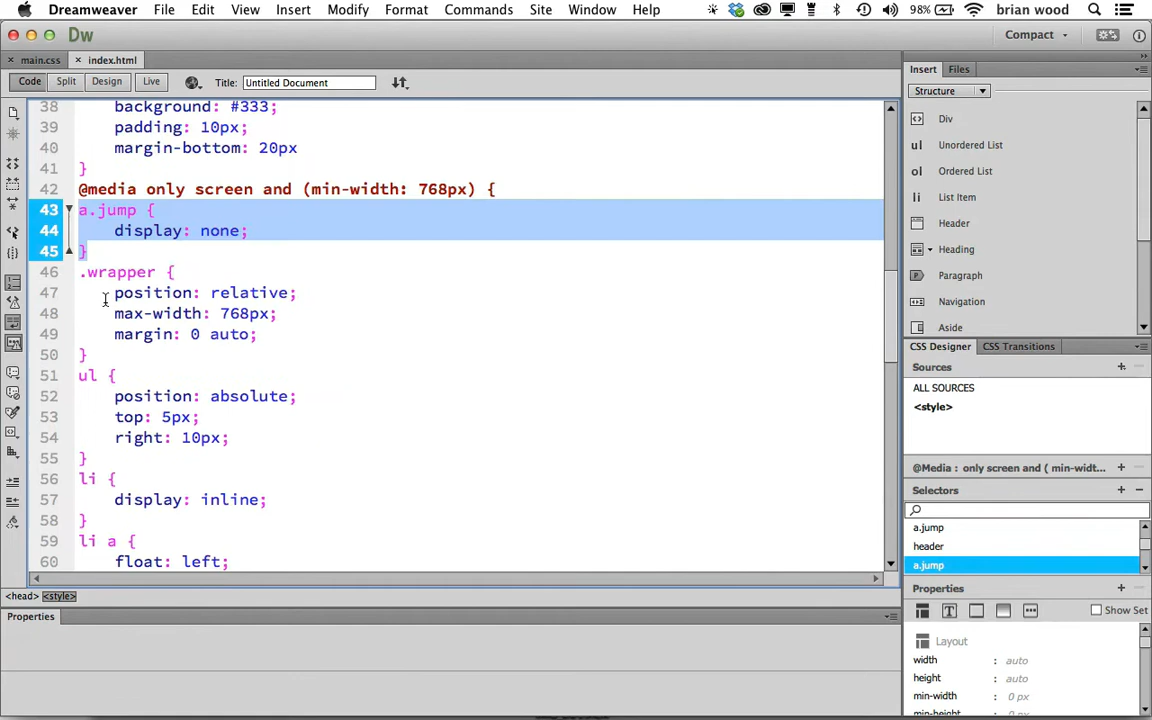 Dreamweaver File Edit View Insert Modify Format Commands Site Window Help 98% brian wood
Dw Compact
× main.css × index.html
Code Split Design Live Title: Untitled Document
38 background: #333;
39 padding: 10px;
40 margin-bottom: 20px
41 }
42 @media only screen and (min-width: 768px) {
43 a.jump {
44 display: none;
45 }
46 .wrapper {
47 position: relative;
48 max-width: 768px;
49 margin: 0 auto;
50 }
51 ul {
52 position: absolute;
53 top: 5px;
54 right: 10px;
55 }
56 li {
57 display: inline;
58 }
59 li a {
60 float: left;
<head> <style>
Properties
Insert Files
Structure
Div
ul Unordered List
ol Ordered List
li List Item
Header
Heading
Paragraph
Navigation
Aside
CSS Designer CSS Transitions
Sources
ALL SOURCES
<style>
@Media : only screen and ( min-widt...
Selectors
a.jump
header
a.jump
Properties
Show Set
Layout
width : auto
height : auto
min-width : 0 px
min-height : 0 px